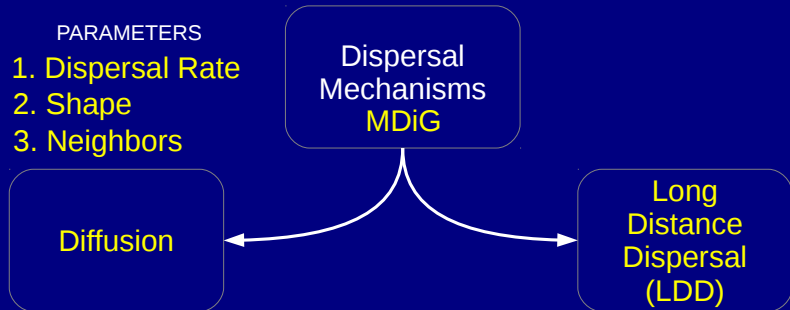 PARAMETERS
1. Dispersal Rate
2. Shape
3. Neighbors
Dispersal
Mechanisms
MDiG
Diffusion
Long
Distance
Dispersal
(LDD)